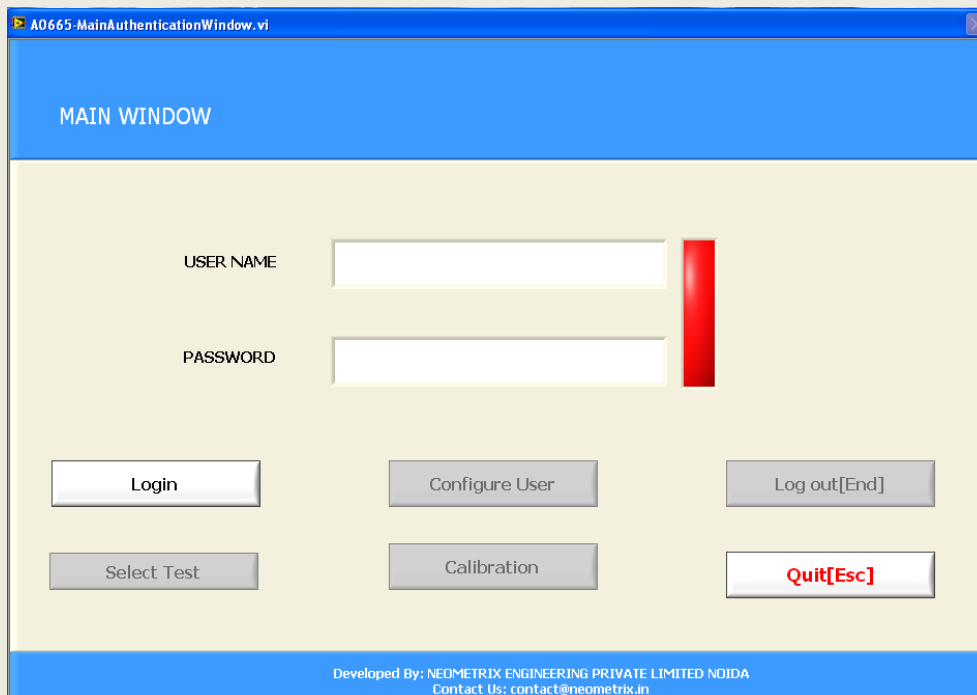 A0665-MainAuthenticationWindow.vi
MAIN WINDOW
USER NAME
PASSWORD
Login
Configure User
Log out[End]
Select Test
Calibration
Quit[Esc]
Developed By: NEOMETRIX ENGINEERING PRIVATE LIMITED NOIDA
Contact Us: contact@neometrix.in